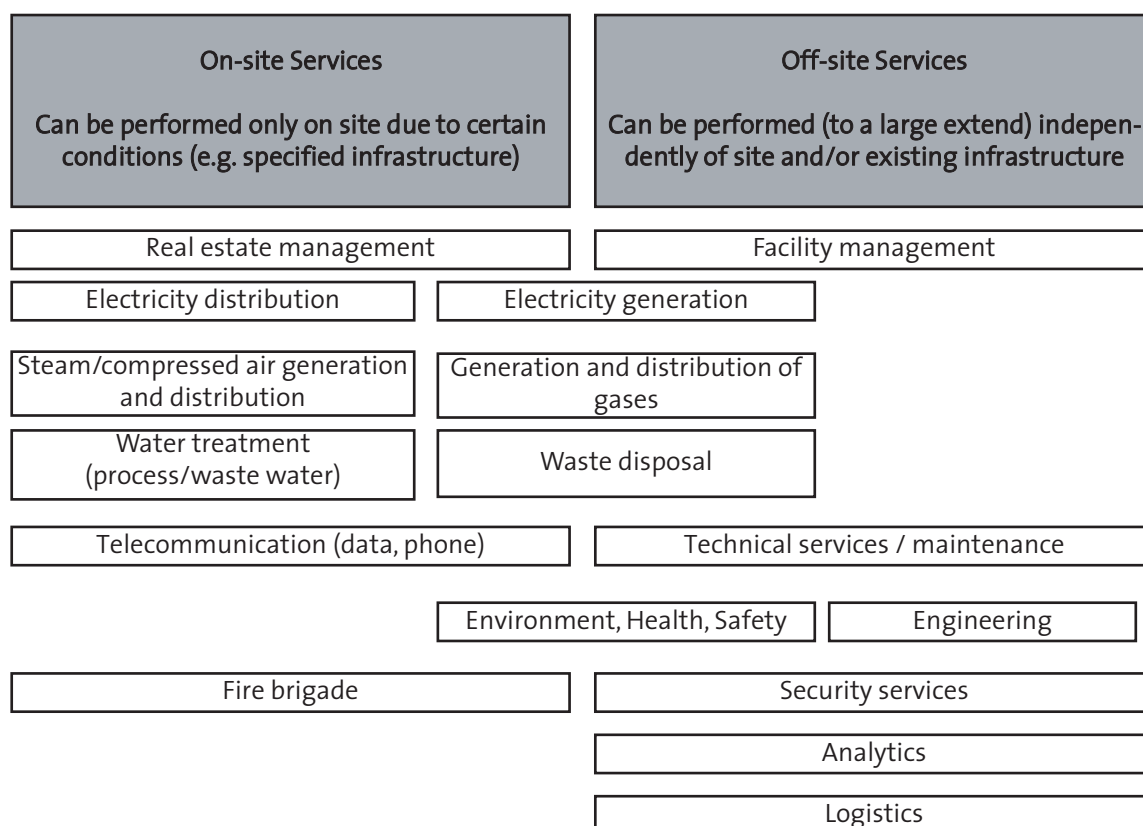 On-site Services
Can be performed only on site due to certain
conditions (e.g. specified infrastructure)
Off-site Services
Can be performed (to a large extend) indepen-
dently of site and/or existing infrastructure
Real estate management
Facility management
Electricity distribution
Electricity generation
Steam/compressed air generation
and distribution
Generation and distribution of
gases
Water treatment
(process/waste water)
Waste disposal
Telecommunication (data, phone)
Technical services / maintenance
Environment, Health, Safety
Engineering
Fire brigade
Security services
Analytics
Logistics